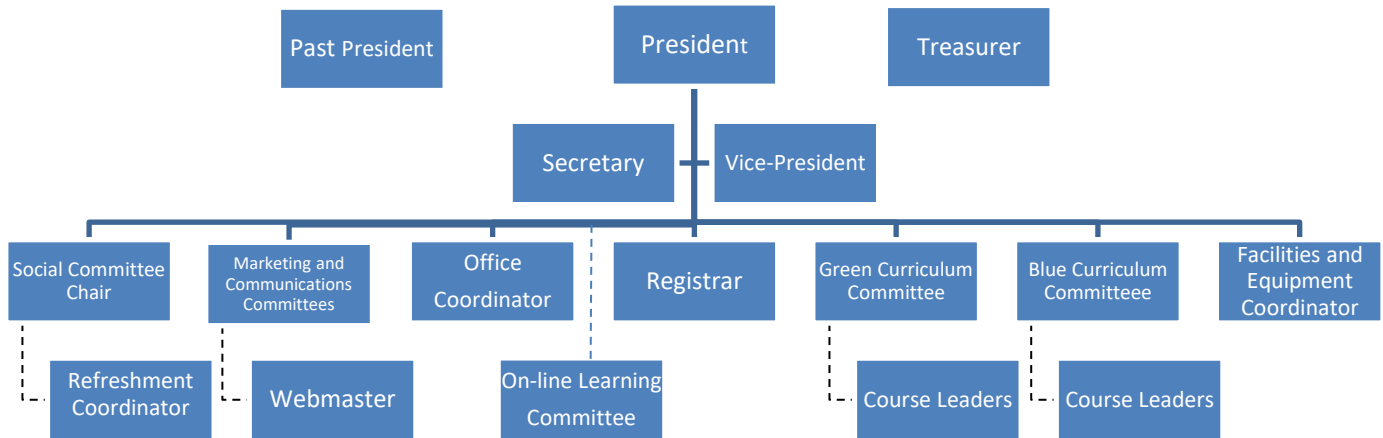 Past President
President
Treasurer
Secretary
Vice-President
Social Committee
Chair
Marketing and
Communications
Committees
Office
Coordinator
Registrar
Green Curriculum
Committee
Blue Curriculum
Committeee
Facilities and
Equipment
Coordinator
Refreshment
Coordinator
Webmaster
On-line Learning
Committee
Course Leaders
Course Leaders